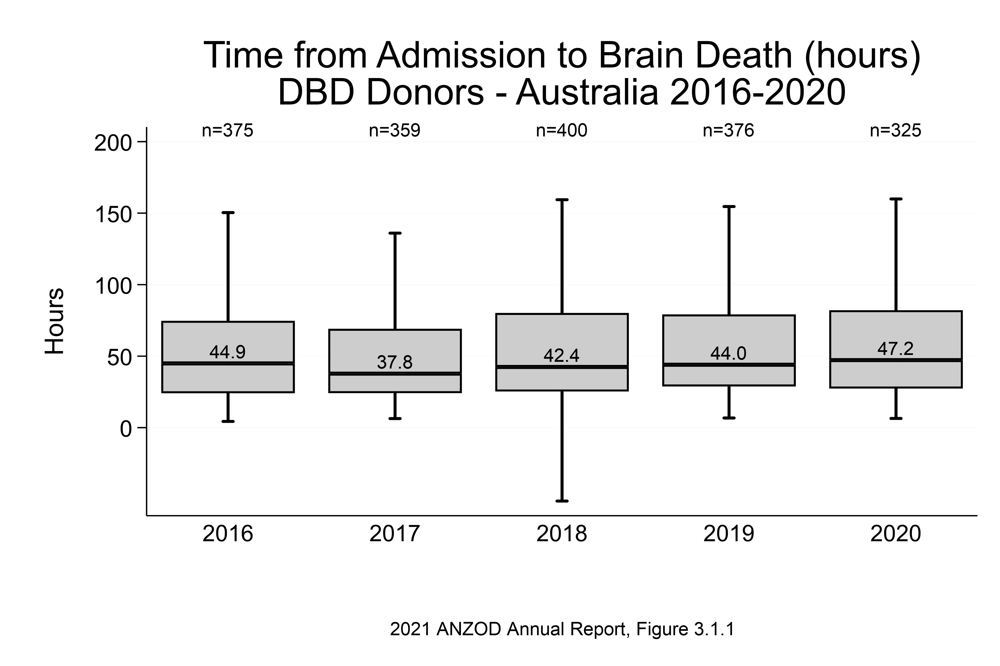 Time from Admission to Brain Death (hours)
DBD Donors - Australia 2016-2020
n=375 n=359 n=400 n=376 n=325
200
150
100
50
0
Hours
44.9 37.8 42.4 44.0 47.2
2016 2017 2018 2019 2020
2021 ANZOD Annual Report, Figure 3.1.1